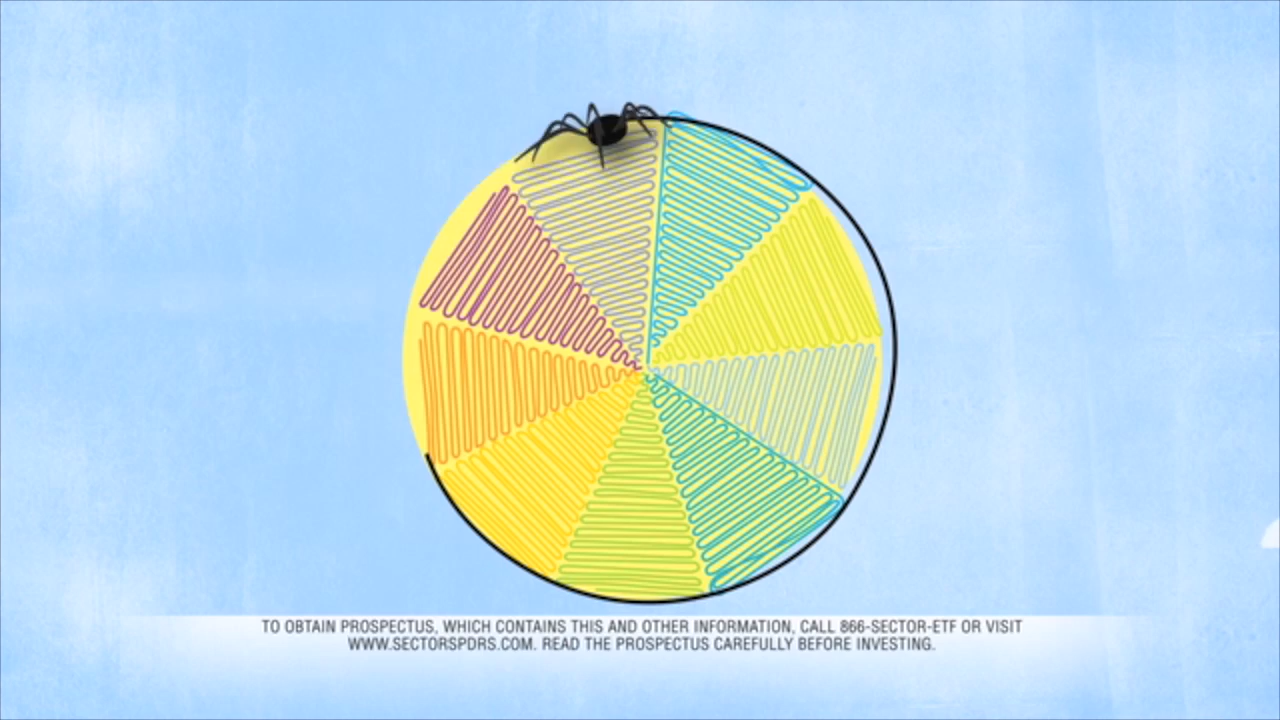 TO OBTAIN PROSPECTUS, WHICH CONTAINS THIS AND OTHER INFORMATION, CALL 866-SECTOR-ETF OR VISIT
WWW.SECTORSPDRS.COM. READ THE PROSPECTUS CAREFULLY BEFORE INVESTING.